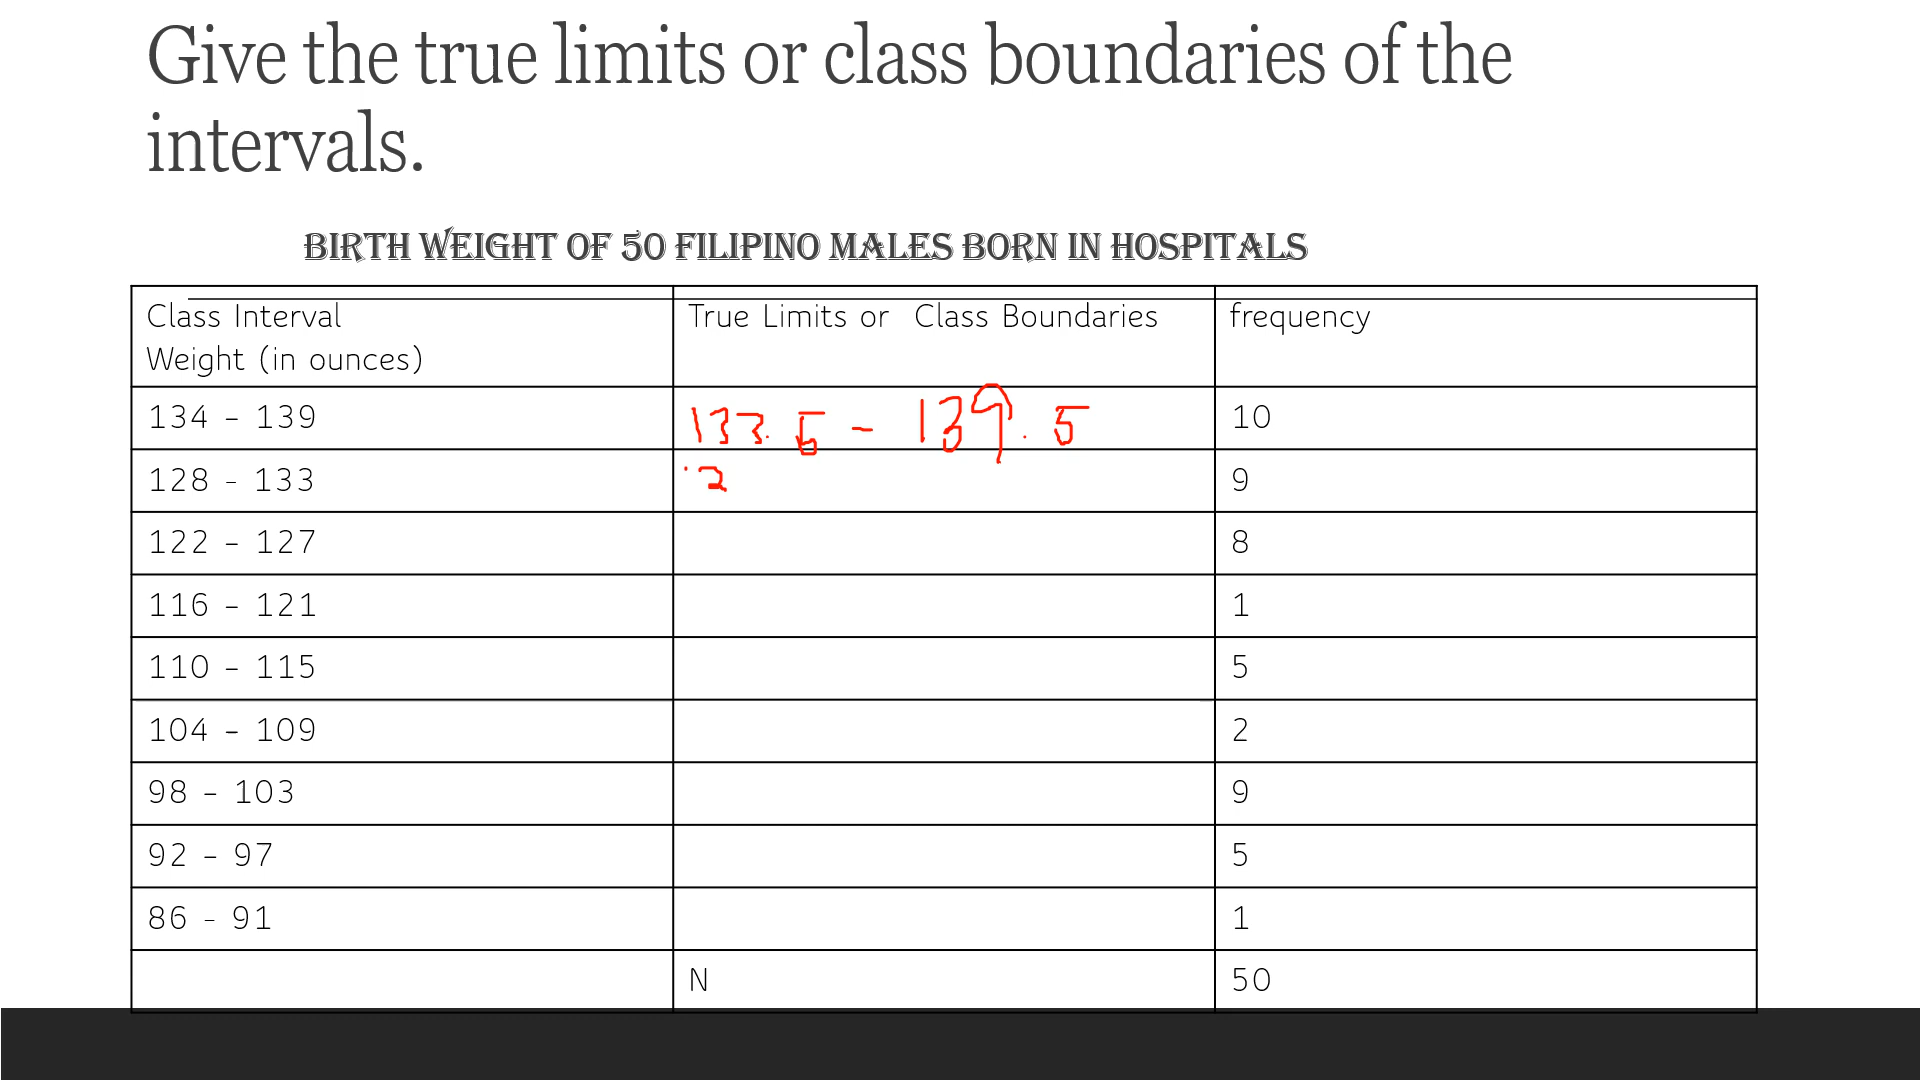 Give the true limits or class boundaries of the
intervals.
BIRTH WEIGHT OF 50 FILIPINO MALES BORN IN HOSPITALS
Class Interval
Weight (in ounces)
True Limits or Class Boundaries
frequency
134 – 139 133.5 – 139.5 10
128 - 133 9
122 – 127 8
116 – 121 1
110 – 115 5
104 – 109 2
98 – 103 9
92 – 97 5
86 - 91 1
N 50